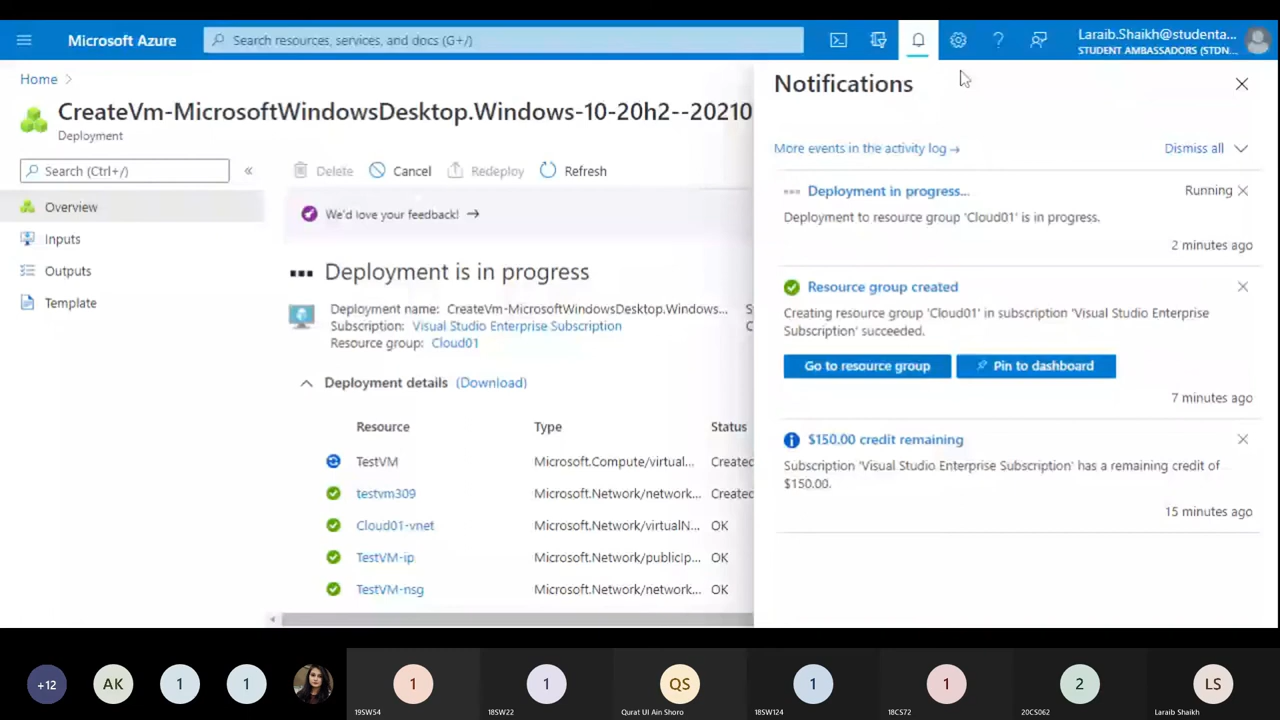 Microsoft Azure
Search resources, services, and docs (G+/)
Laraib.Shaikh@studenta...
STUDENT AMBASSADORS (STDN...
Home
CreateVm-MicrosoftWindowsDesktop.Windows-10-20h2--20210
Deployment
Search (Ctrl+/)
«
Overview
Inputs
Outputs
Template
Delete
Cancel
Redeploy
Refresh
We'd love your feedback! →
Deployment is in progress
Deployment name: CreateVm-MicrosoftWindowsDesktop.Windows...
Subscription: Visual Studio Enterprise Subscription
Resource group: Cloud01
Deployment details (Download)
Resource Type Status
TestVM Microsoft.Compute/virtual... Created
testvm309 Microsoft.Network/network... Created
Cloud01-vnet Microsoft.Network/virtualN... OK
TestVM-ip Microsoft.Network/publicip... OK
TestVM-nsg Microsoft.Network/network... OK
Notifications
More events in the activity log →
Dismiss all
Deployment in progress...
Running
Deployment to resource group 'Cloud01' is in progress.
2 minutes ago
Resource group created
Creating resource group 'Cloud01' in subscription 'Visual Studio Enterprise
Subscription' succeeded.
Go to resource group
Pin to dashboard
7 minutes ago
$150.00 credit remaining
Subscription 'Visual Studio Enterprise Subscription' has a remaining credit of
$150.00.
15 minutes ago
+12
AK
1
1
1
19SW54
1
18SW22
QS
Qurat Ul Ain Shoro
1
18SW124
1
18CS72
2
20CS062
LS
Laraib Shaikh